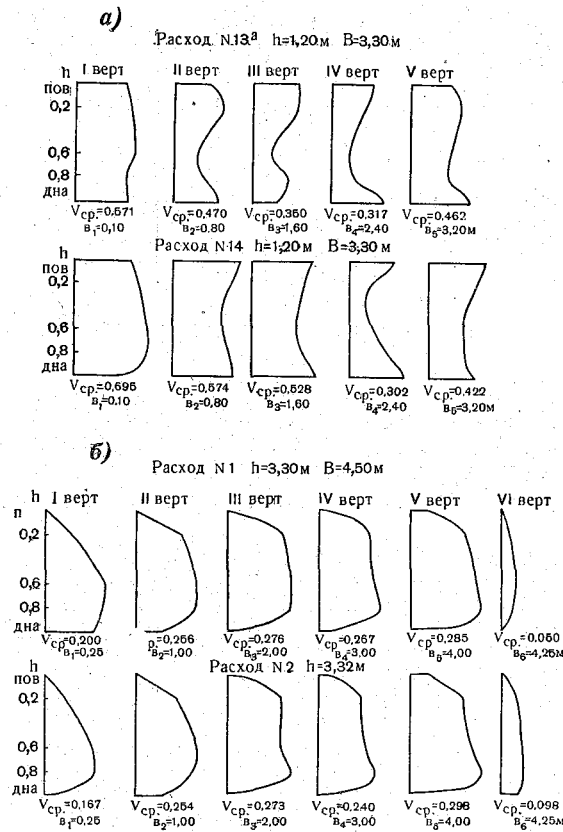 а)
Расход N.13.ª h=1,20м B=3,30м
h I верт II верт III верт IV верт V верт
пов
0,2
0,6
0,8
дна
Vср.=0,571 Vср.=0,470 Vср.=0,350 Vср.=0,317 Vср.=0,462
в₁=0,10 в₂=0.80 в₃=1,60 в₄=2,40 в₅=3,20м
Расход N14 h=1,20м B=3,30м
h
пов
0,2
0,6
0,8
дна
Vср.=0,695 Vср.=0,574 Vср.=0,528 Vср.=0,302 Vср.=0,422
в₁=0.10 в₂=0,80 в₃=1,60 в₄=2,40 в₅=3,20м
б)
Расход N1 h=3,30м B=4,50м
h I верт II верт III верт IV верт V верт VI верт
п
0,2
0,6
0,8
дна
Vср=0,200 р.=0,266 Vср.=0,276 Vср.=0,267 Vср.=0,285 Vср.=0.050
в₁=0,25 в₂=1,00 в₃=2,00 в₄=3,00 в₅=4,00 в₆=4,25м
Расход N.2 h=3,32м
h
пов
0,2
0,6
0,8
дна
Vср.=0,167 Vср.=0,254 Vср.=0,273 Vср.=0,240 Vср.=0,298 Vср.=0,098
в₁=0,25 в₂=1,00 в₃=2,00 в₄=3,00 в₅=4,00 в₆=4,25м